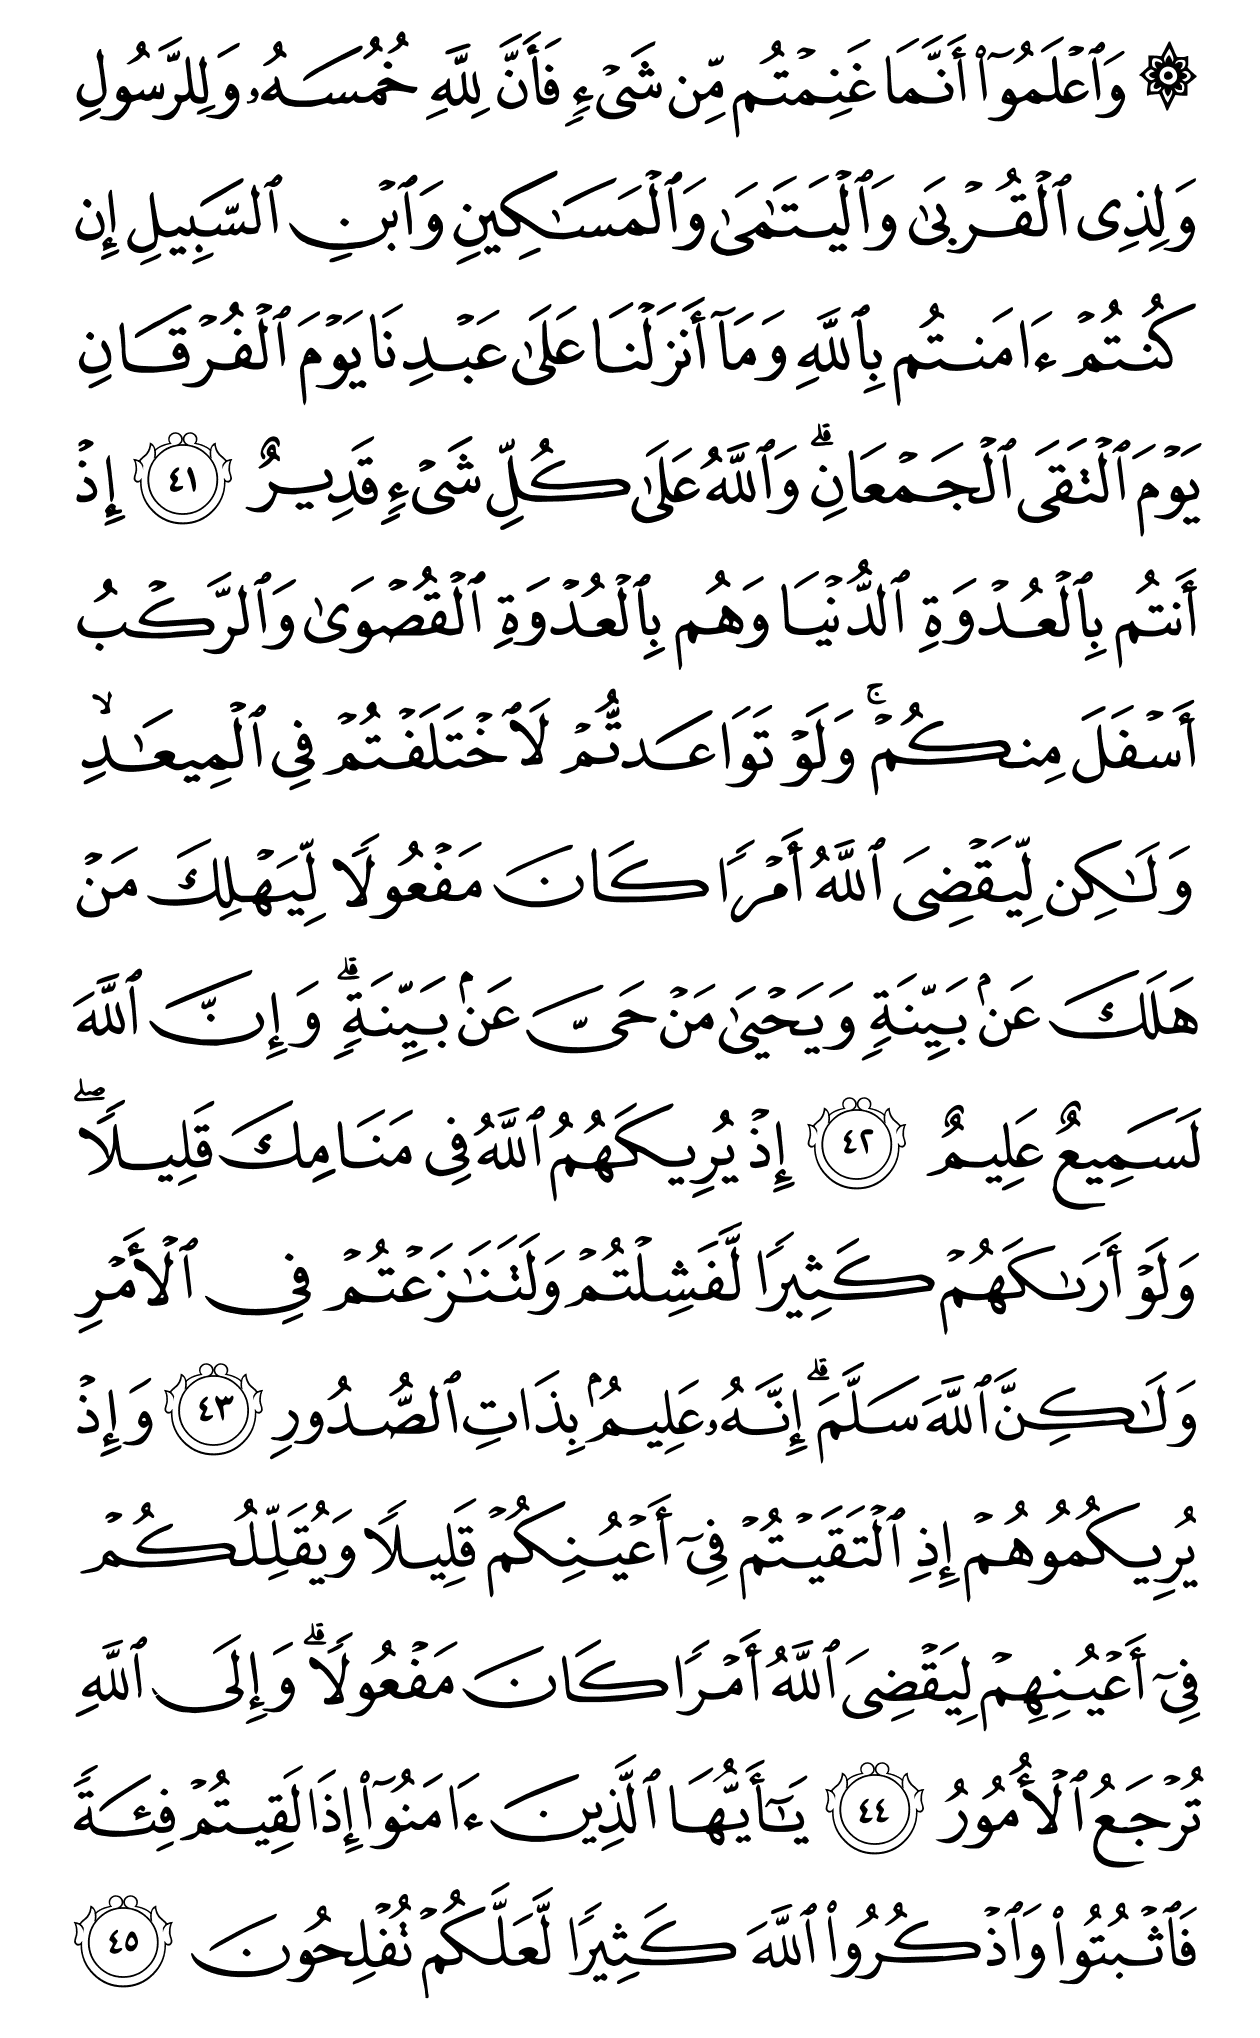 ۞ وَٱعْلَمُوٓا۟ أَنَّمَا غَنِمْتُم مِّن شَىْءٍ فَأَنَّ لِلَّهِ خُمُسَهُۥ وَلِلرَّسُولِ
وَلِذِى ٱلْقُرْبَىٰ وَٱلْيَتَـٰمَىٰ وَٱلْمَسَـٰكِينِ وَٱبْنِ ٱلسَّبِيلِ إِن
كُنتُمْ ءَامَنتُم بِٱللَّهِ وَمَآ أَنزَلْنَا عَلَىٰ عَبْدِنَا يَوْمَ ٱلْفُرْقَانِ
يَوْمَ ٱلْتَقَى ٱلْجَمْعَانِ ۗ وَٱللَّهُ عَلَىٰ كُلِّ شَىْءٍ قَدِيرٌ ٤١ إِذْ
أَنتُم بِٱلْعُدْوَةِ ٱلدُّنْيَا وَهُم بِٱلْعُدْوَةِ ٱلْقُصْوَىٰ وَٱلرَّكْبُ
أَسْفَلَ مِنكُمْ ۚ وَلَوْ تَوَاعَدتُّمْ لَٱخْتَلَفْتُمْ فِى ٱلْمِيعَـٰدِ ۙ
وَلَـٰكِن لِّيَقْضِىَ ٱللَّهُ أَمْرًا كَانَ مَفْعُولًا لِّيَهْلِكَ مَنْ
هَلَكَ عَنۢ بَيِّنَةٍ وَيَحْيَىٰ مَنْ حَىَّ عَنۢ بَيِّنَةٍ ۗ وَإِنَّ ٱللَّهَ
لَسَمِيعٌ عَلِيمٌ ٤٢ إِذْ يُرِيكَهُمُ ٱللَّهُ فِى مَنَامِكَ قَلِيلًا ۖ
وَلَوْ أَرَىٰكَهُمْ كَثِيرًا لَّفَشِلْتُمْ وَلَتَنَـٰزَعْتُمْ فِى ٱلْأَمْرِ
وَلَـٰكِنَّ ٱللَّهَ سَلَّمَ ۗ إِنَّهُۥ عَلِيمٌۢ بِذَاتِ ٱلصُّدُورِ ٤٣ وَإِذْ
يُرِيكُمُوهُمْ إِذِ ٱلْتَقَيْتُمْ فِىٓ أَعْيُنِكُمْ قَلِيلًا وَيُقَلِّلُكُمْ
فِىٓ أَعْيُنِهِمْ لِيَقْضِىَ ٱللَّهُ أَمْرًا كَانَ مَفْعُولًا ۗ وَإِلَى ٱللَّهِ
تُرْجَعُ ٱلْأُمُورُ ٤٤ يَـٰٓأَيُّهَا ٱلَّذِينَ ءَامَنُوٓا۟ إِذَا لَقِيتُمْ فِئَةً
فَٱثْبُتُوا۟ وَٱذْكُرُوا۟ ٱللَّهَ كَثِيرًا لَّعَلَّكُمْ تُفْلِحُونَ ٤٥